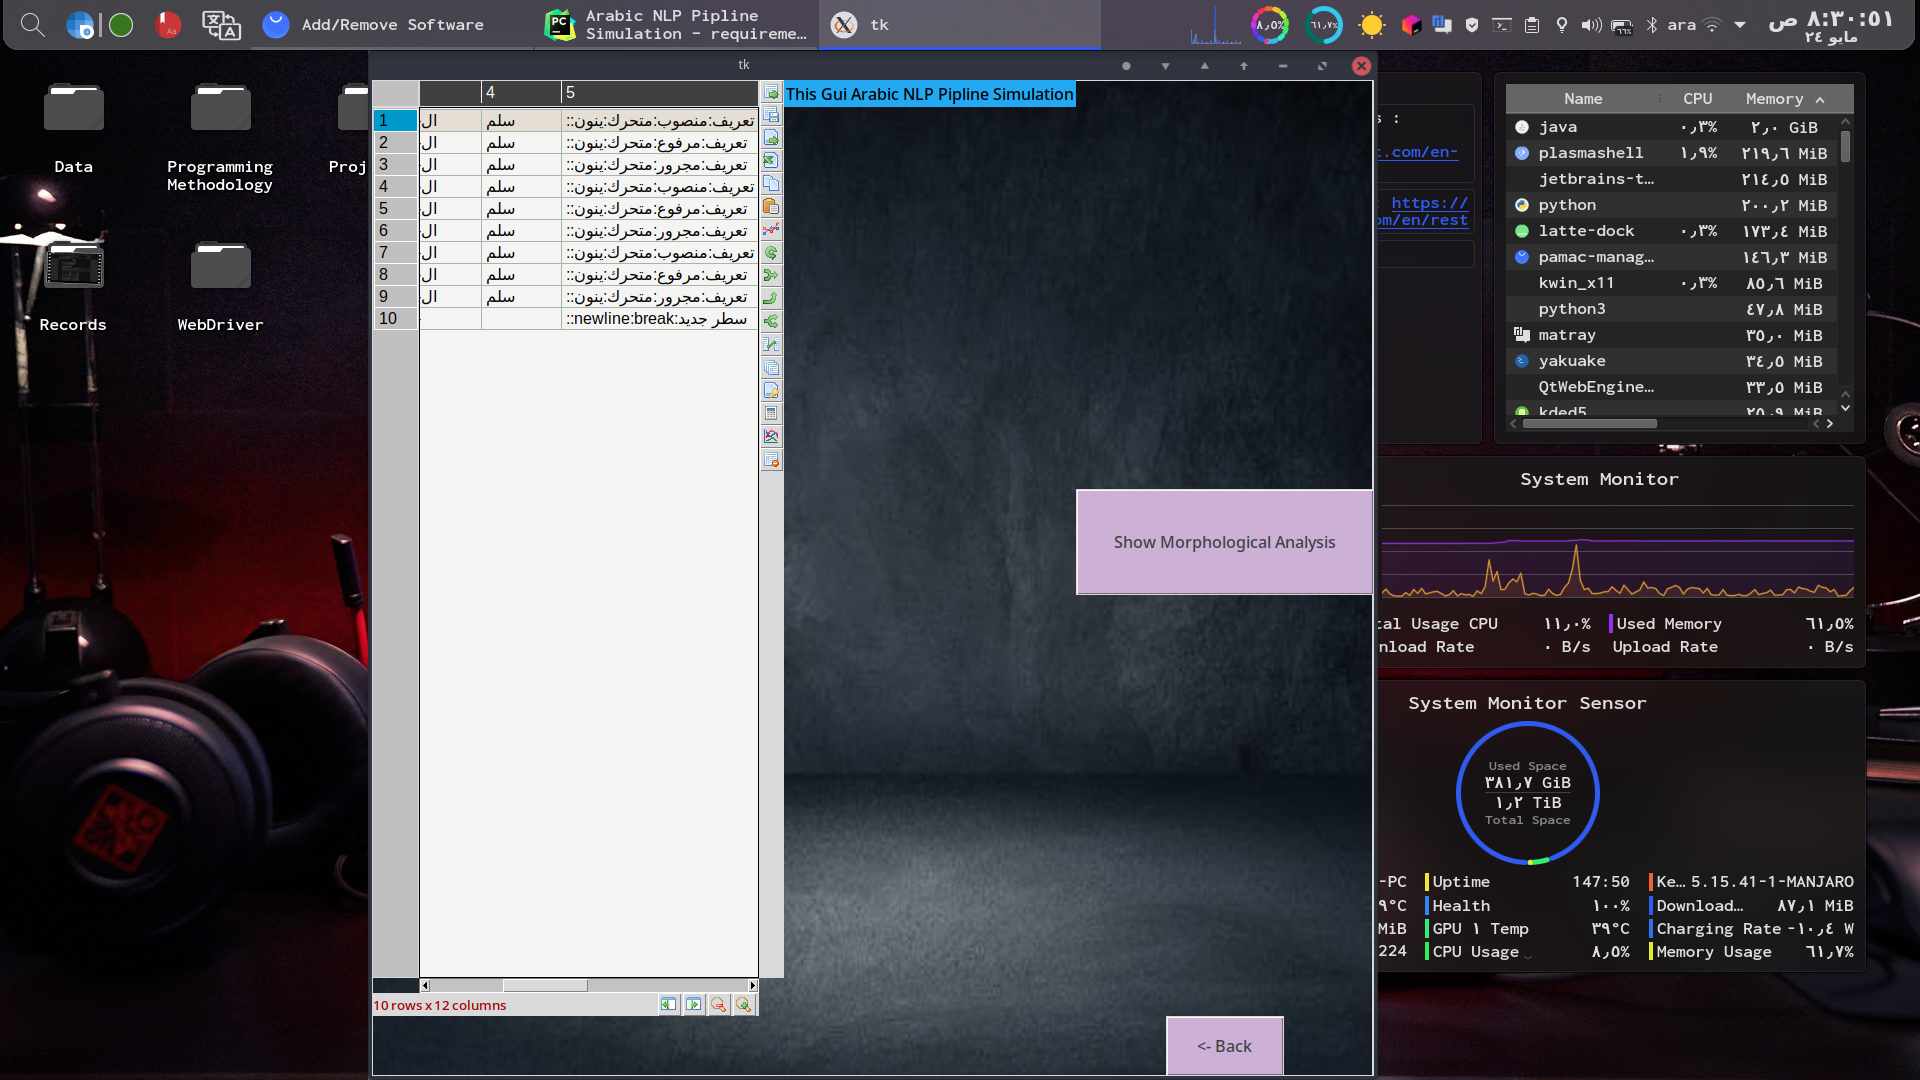 Add/Remove Software
Arabic NLP Pipline
Simulation – requireme...
tk
٨٫٥%
٦١٫٧%
ara
٨:٣٠:٥١ ص
مايو ٢٤
Data
Programming
Methodology
Proj
Records
WebDriver
tk
4 5
1 ال سلم تعريف:منصوب:متحرك:ينون::
2 ال سلم تعريف:مرفوع:متحرك:ينون::
3 ال سلم تعريف:مجرور:متحرك:ينون::
4 ال سلم تعريف:منصوب:متحرك:ينون::
5 ال سلم تعريف:مرفوع:متحرك:ينون::
6 ال سلم تعريف:مجرور:متحرك:ينون::
7 ال سلم تعريف:منصوب:متحرك:ينون::
8 ال سلم تعريف:مرفوع:متحرك:ينون::
9 ال سلم تعريف:مجرور:متحرك:ينون::
10 سطر جديد:newline:break::
10 rows x 12 columns
This Gui Arabic NLP Pipline Simulation
Show Morphological Analysis
<- Back
s :
t.com/en-
: https://
om/en/rest
Name CPU Memory
java ٠٫٣% ٢٫٠ GiB
plasmashell ١٫٩% ٢١٩٫٦ MiB
jetbrains-t... ٢١٤٫٥ MiB
python ٢٠٠٫٢ MiB
latte-dock ٠٫٣% ١٧٣٫٤ MiB
pamac-manag... ١٤٦٫٣ MiB
kwin_x11 ٠٫٣% ٨٥٫٦ MiB
python3 ٤٧٫٨ MiB
matray ٣٥٫٠ MiB
yakuake ٣٤٫٥ MiB
QtWebEngine... ٣٣٫٥ MiB
kded5 ٢٥٫٩ MiB
System Monitor
tal Usage CPU ١١٫٠% Used Memory ٦١٫٥%
nload Rate ٠ B/s Upload Rate ٠ B/s
System Monitor Sensor
Used Space
٣٨١٫٧ GiB
١٫٢ TiB
Total Space
-PC Uptime 147:50 Ke... 5.15.41-1-MANJARO
٩°C Health ١٠٠% Download... ٨٧٫١ MiB
MiB GPU 1 Temp ٣٩°C Charging Rate -١٠٫٤ W
224 CPU Usage ٨٫٥% Memory Usage ٦١٫٧%